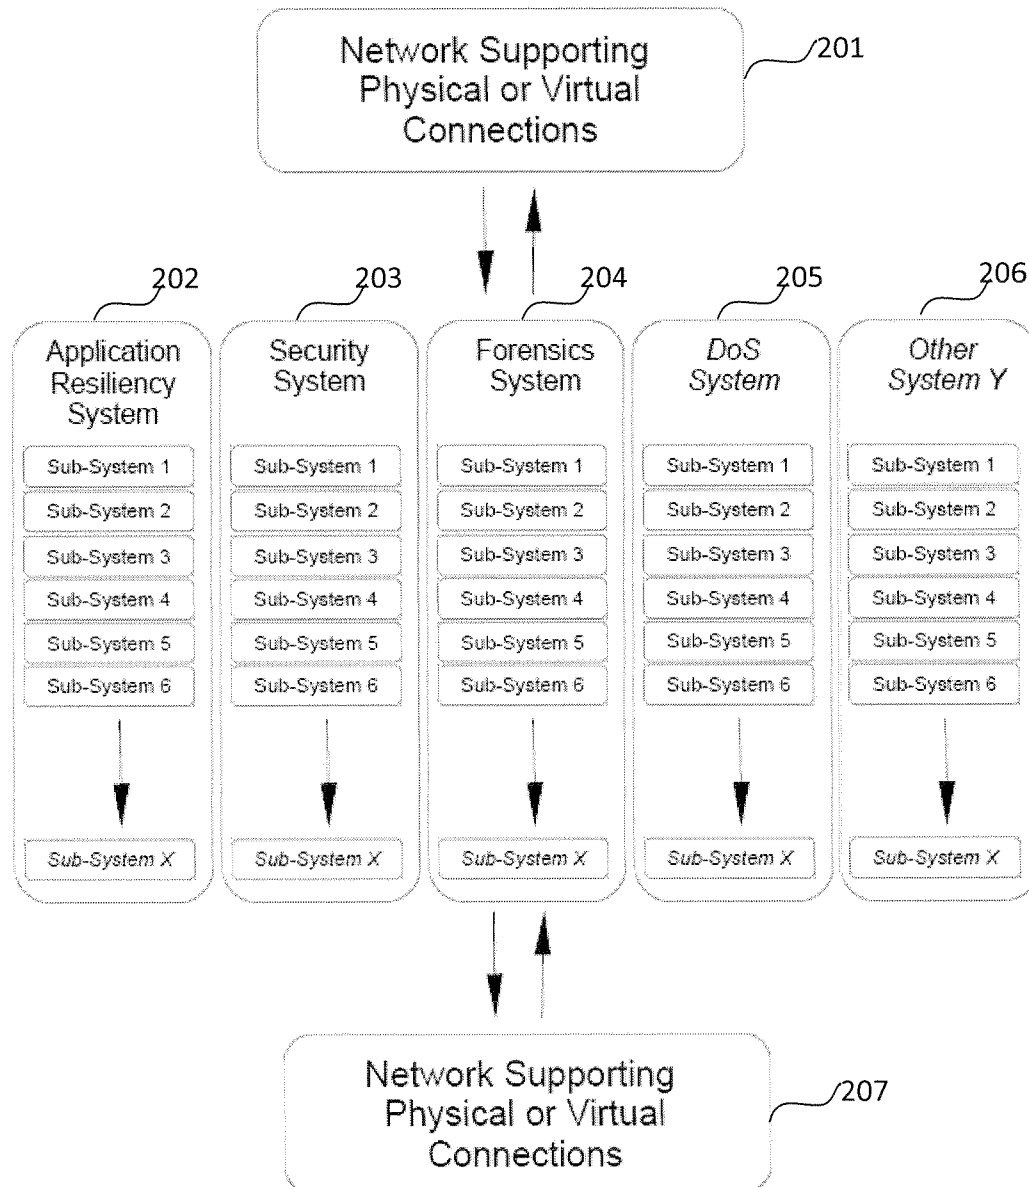 Network Supporting
Physical or Virtual
Connections
201
202
203
204
205
206
Application
Resiliency
System
Sub-System 1
Sub-System 2
Sub-System 3
Sub-System 4
Sub-System 5
Sub-System 6
Sub-System X
Security
System
Sub-System 1
Sub-System 2
Sub-System 3
Sub-System 4
Sub-System 5
Sub-System 6
Sub-System X
Forensics
System
Sub-System 1
Sub-System 2
Sub-System 3
Sub-System 4
Sub-System 5
Sub-System 6
Sub-System X
DoS
System
Sub-System 1
Sub-System 2
Sub-System 3
Sub-System 4
Sub-System 5
Sub-System 6
Sub-System X
Other
System Y
Sub-System 1
Sub-System 2
Sub-System 3
Sub-System 4
Sub-System 5
Sub-System 6
Sub-System X
Network Supporting
Physical or Virtual
Connections
207